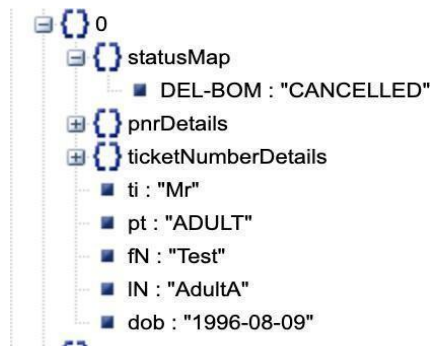 0
statusMap
DEL-BOM : "CANCELLED"
pnrDetails
ticketNumberDetails
ti : "Mr"
pt : "ADULT"
fN : "Test"
lN : "AdultA"
dob : "1996-08-09"